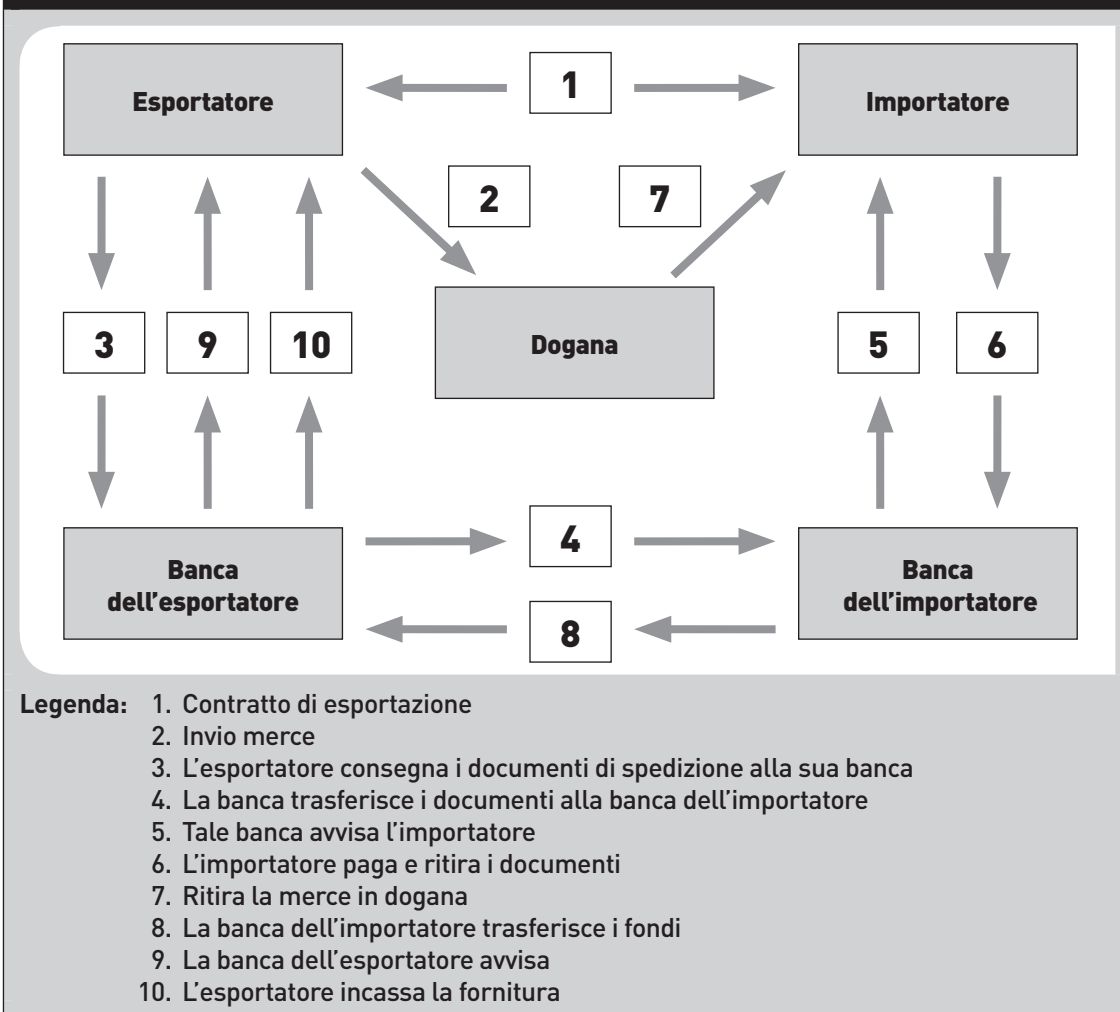 Esportatore
1
Importatore
2
7
3
9
10
Dogana
5
6
Banca
dell’esportatore
4
Banca
dell’importatore
8
Legenda: 1. Contratto di esportazione
2. Invio merce
3. L’esportatore consegna i documenti di spedizione alla sua banca
4. La banca trasferisce i documenti alla banca dell’importatore
5. Tale banca avvisa l’importatore
6. L’importatore paga e ritira i documenti
7. Ritira la merce in dogana
8. La banca dell’importatore trasferisce i fondi
9. La banca dell’esportatore avvisa
10. L’esportatore incassa la fornitura